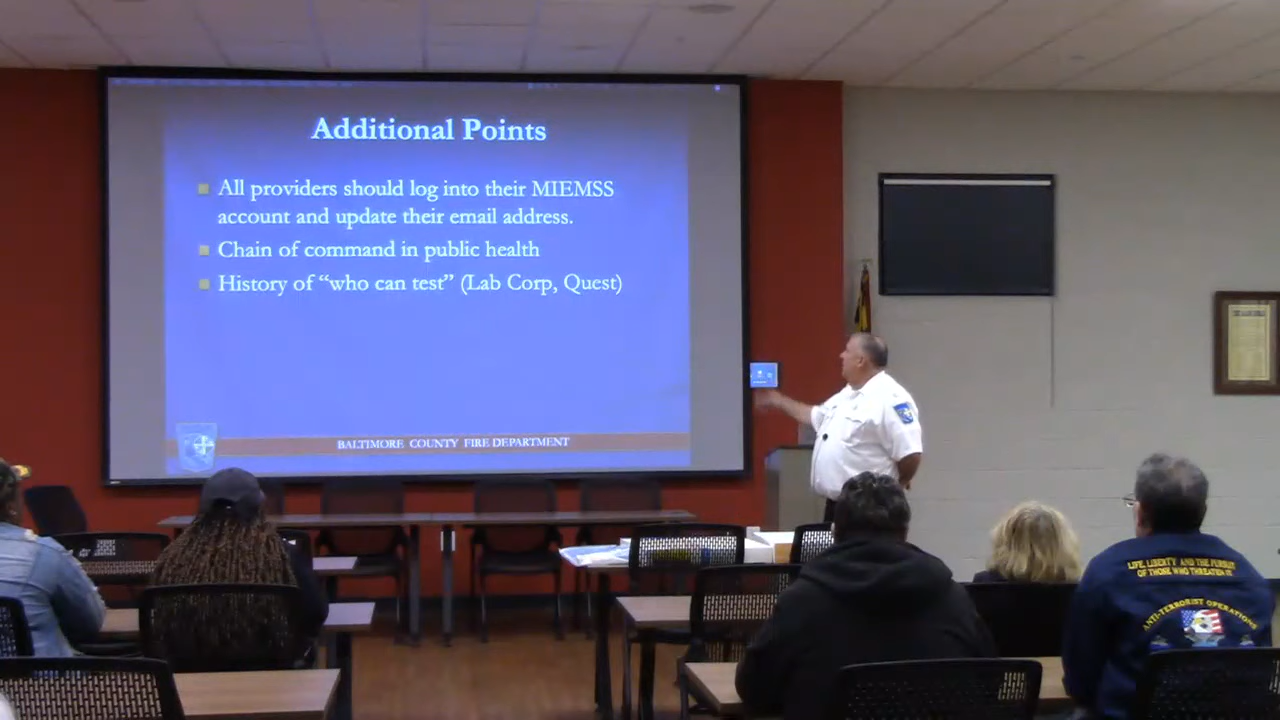 Additional Points
All providers should log into their MIEMSS
account and update their email address.
Chain of command in public health
History of “who can test” (Lab Corp, Quest)
BALTIMORE COUNTY FIRE DEPARTMENT
LIFE, LIBERTY AND THE PURSUIT
OF THOSE WHO THREATEN IT
ANTI-TERRORIST OPERATIONS